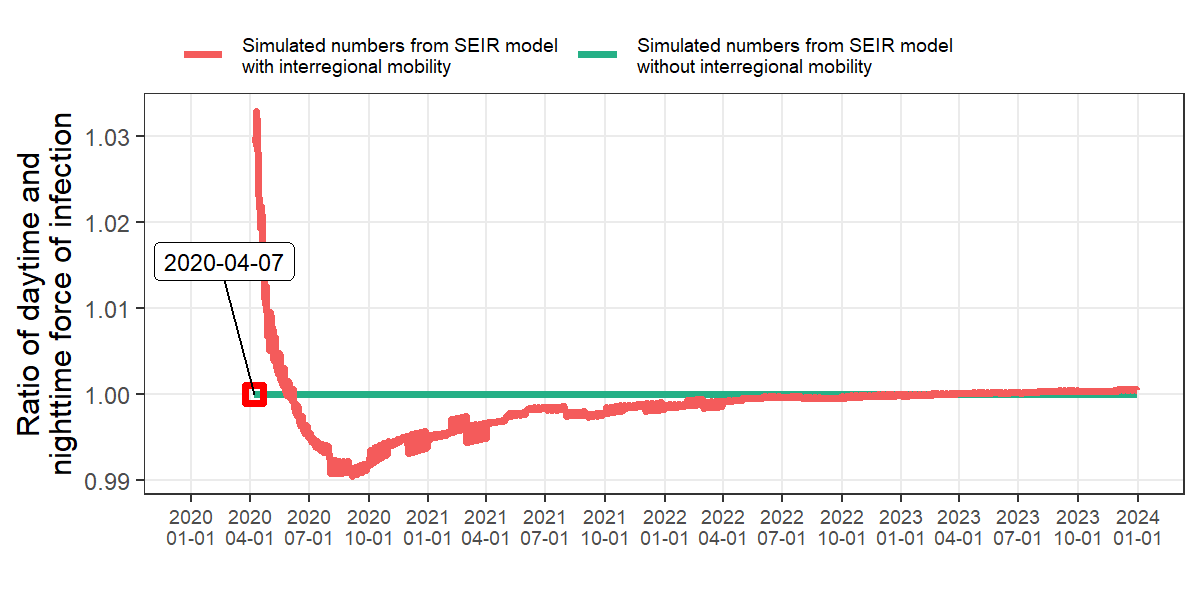 Simulated numbers from SEIR model
with interregional mobility
Simulated numbers from SEIR model
without interregional mobility
Ratio of daytime and
nighttime force of infection
1.03
1.02
1.01
1.00
0.99
2020-04-07
2020 2020 2020 2020 2021 2021 2021 2021 2022 2022 2022 2022 2023 2023 2023 2023 2024
01-01 04-01 07-01 10-01 01-01 04-01 07-01 10-01 01-01 04-01 07-01 10-01 01-01 04-01 07-01 10-01 01-01